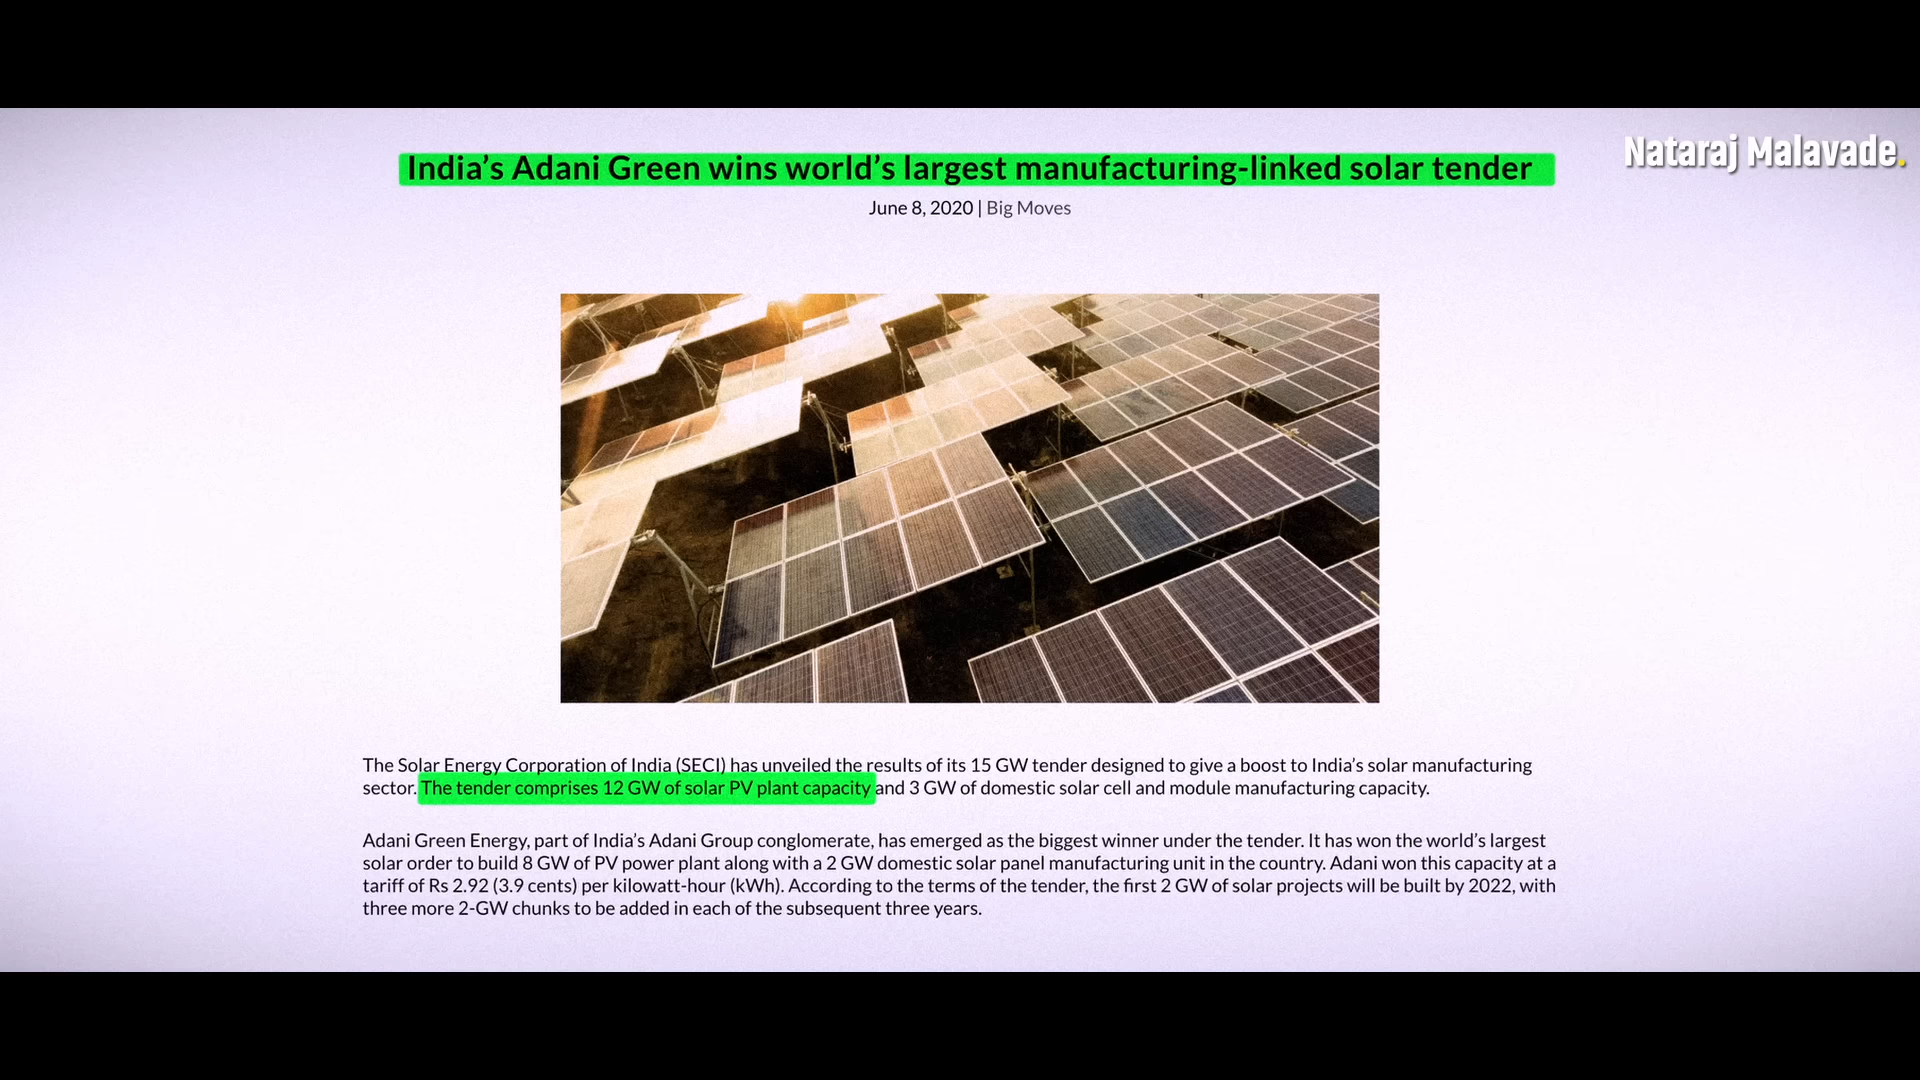 India’s Adani Green wins world’s largest manufacturing-linked solar tender
Nataraj Malavade.
June 8, 2020 | Big Moves
The Solar Energy Corporation of India (SECI) has unveiled the results of its 15 GW tender designed to give a boost to India’s solar manufacturing
sector. The tender comprises 12 GW of solar PV plant capacity and 3 GW of domestic solar cell and module manufacturing capacity.
Adani Green Energy, part of India’s Adani Group conglomerate, has emerged as the biggest winner under the tender. It has won the world’s largest
solar order to build 8 GW of PV power plant along with a 2 GW domestic solar panel manufacturing unit in the country. Adani won this capacity at a
tariff of Rs 2.92 (3.9 cents) per kilowatt-hour (kWh). According to the terms of the tender, the first 2 GW of solar projects will be built by 2022, with
three more 2-GW chunks to be added in each of the subsequent three years.